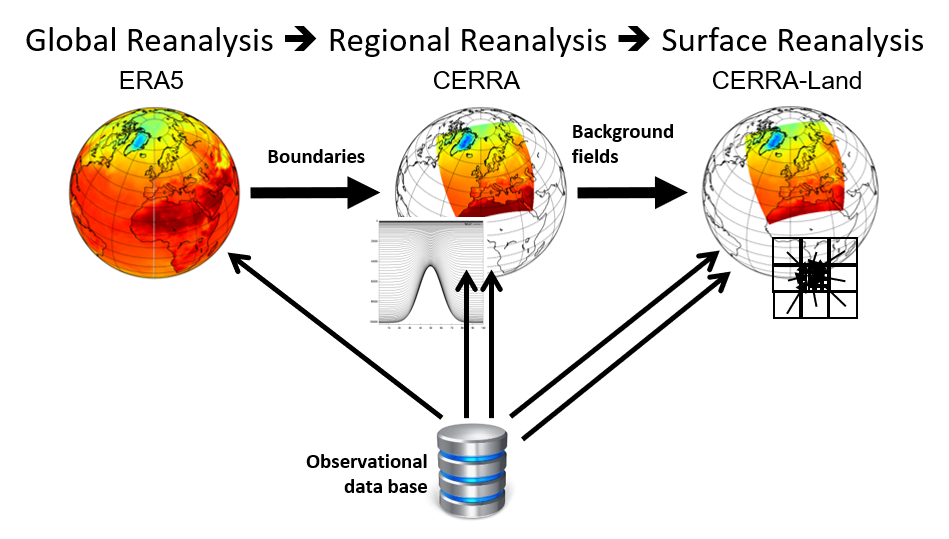 Global Reanalysis ➔ Regional Reanalysis ➔ Surface Reanalysis
ERA5
CERRA
CERRA-Land
Boundaries
Background
fields
Observational
data base